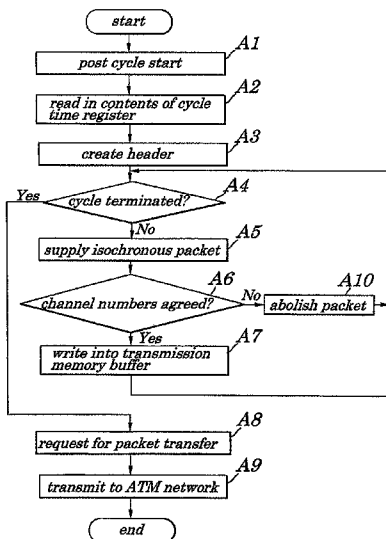 start
A1
post cycle start
A2
read in contents of cycle
time register
A3
create header
A4
Yes
cycle terminated?
No
A5
supply isochronous packet
A6
channel numbers agreed?
No
A10
abolish packet
Yes
A7
write into transmission
memory buffer
A8
request for packet transfer
A9
transmit to ATM network
end